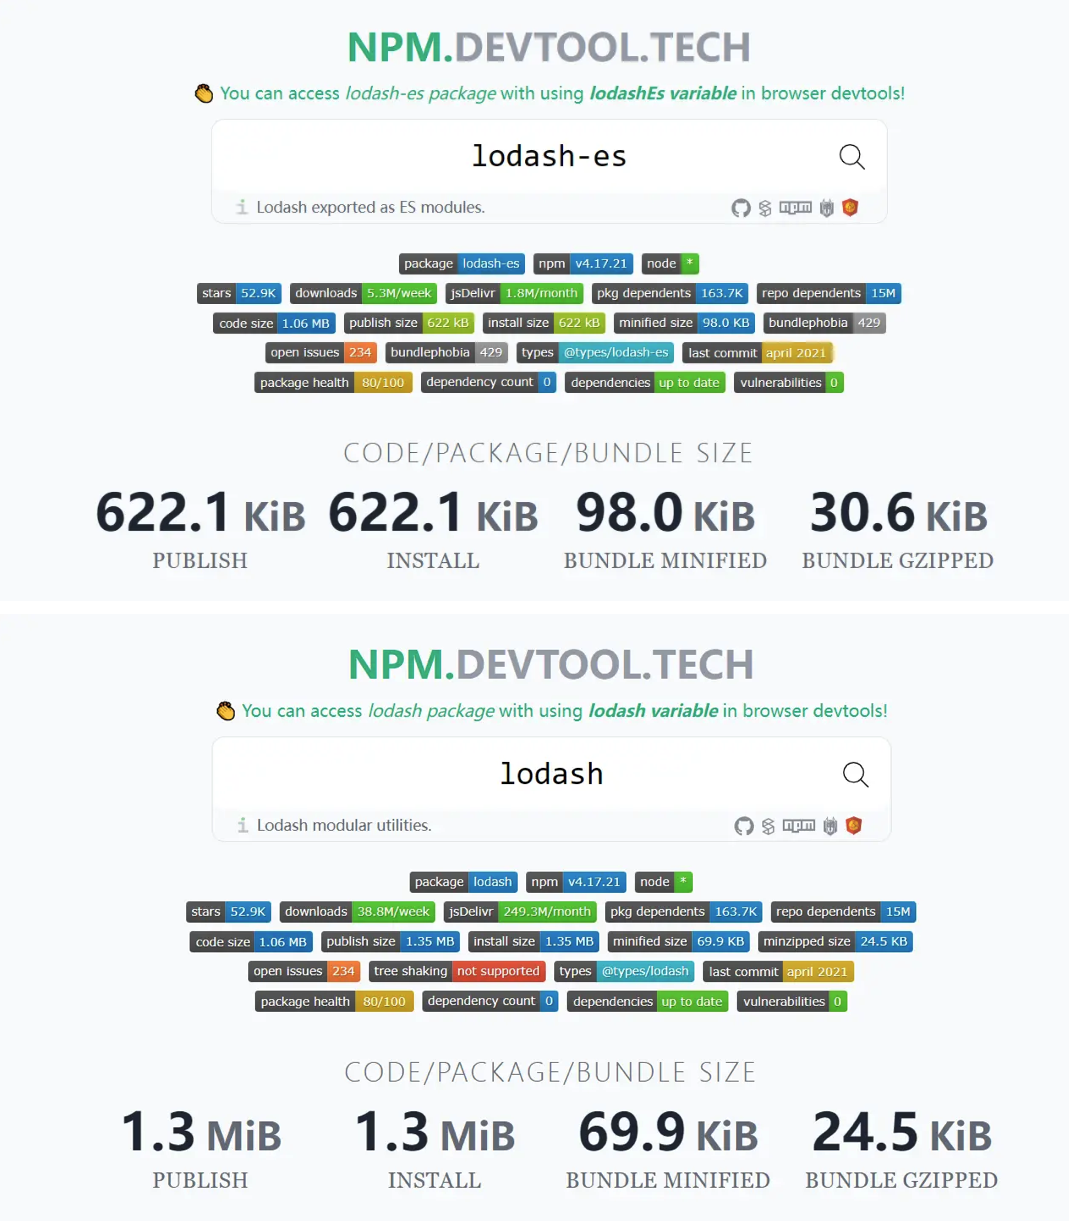 NPM.DEVTOOL.TECH
You can access lodash-es package with using lodashEs variable in browser devtools!
lodash-es
Lodash exported as ES modules.
package lodash-es npm v4.17.21 node *
stars 52.9K downloads 5.3M/week jsDelivr 1.8M/month pkg dependents 163.7K repo dependents 15M
code size 1.06 MB publish size 622 kB install size 622 kB minified size 98.0 KB bundlephobia 429
open issues 234 bundlephobia 429 types @types/lodash-es last commit april 2021
package health 80/100 dependency count 0 dependencies up to date vulnerabilities 0
CODE/PACKAGE/BUNDLE SIZE
622.1 KiB 622.1 KiB 98.0 KiB 30.6 KiB
PUBLISH INSTALL BUNDLE MINIFIED BUNDLE GZIPPED
NPM.DEVTOOL.TECH
You can access lodash package with using lodash variable in browser devtools!
lodash
Lodash modular utilities.
package lodash npm v4.17.21 node *
stars 52.9K downloads 38.8M/week jsDelivr 249.3M/month pkg dependents 163.7K repo dependents 15M
code size 1.06 MB publish size 1.35 MB install size 1.35 MB minified size 69.9 KB minzipped size 24.5 KB
open issues 234 tree shaking not supported types @types/lodash last commit april 2021
package health 80/100 dependency count 0 dependencies up to date vulnerabilities 0
CODE/PACKAGE/BUNDLE SIZE
1.3 MiB 1.3 MiB 69.9 KiB 24.5 KiB
PUBLISH INSTALL BUNDLE MINIFIED BUNDLE GZIPPED